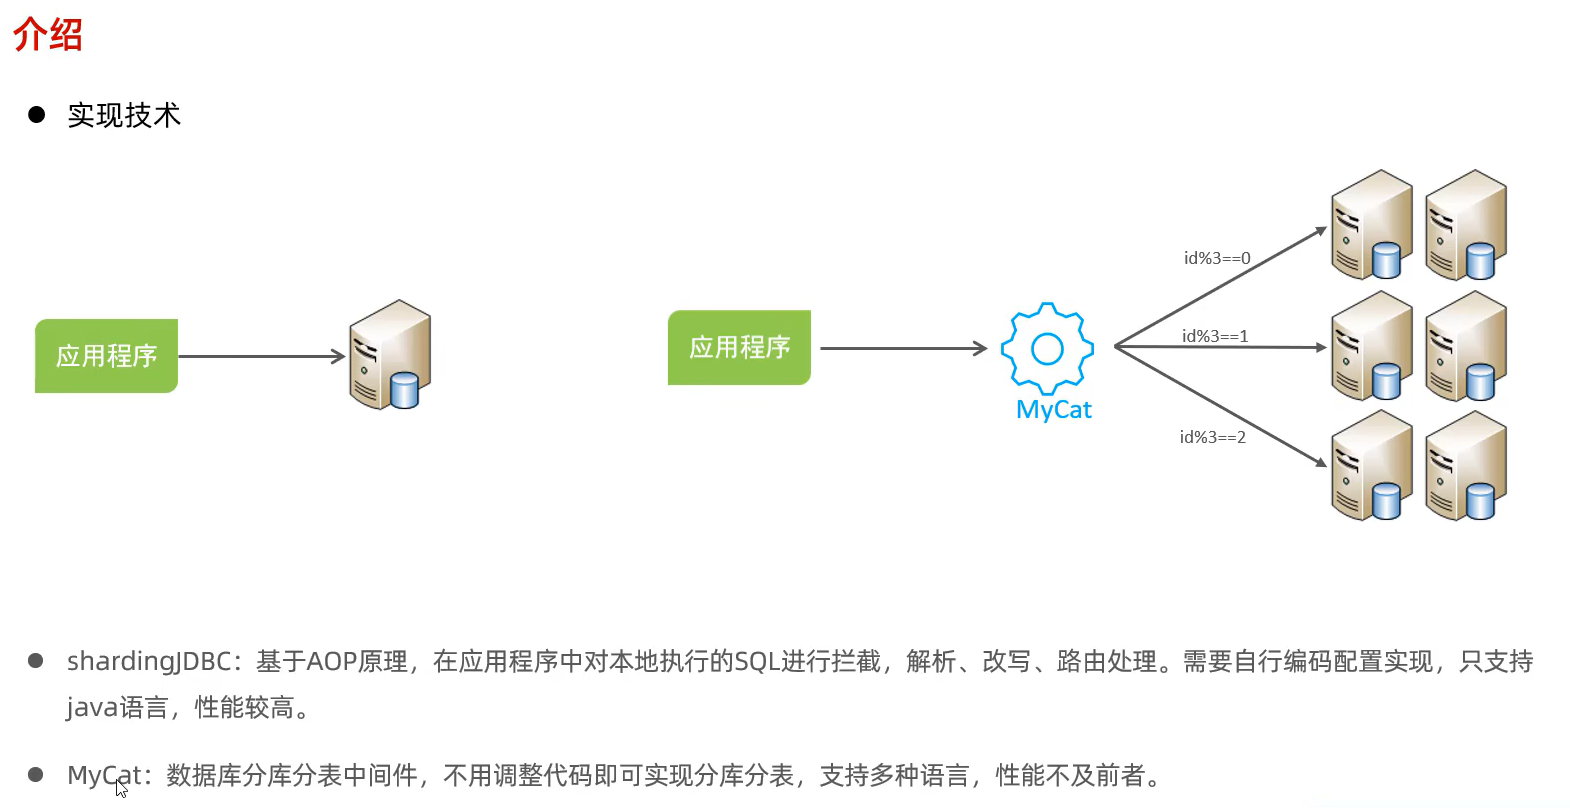 介绍
实现技术
应用程序
应用程序
MyCat
id%3==0
id%3==1
id%3==2
shardingJDBC：基于AOP原理，在应用程序中对本地执行的SQL进行拦截，解析、改写、路由处理。需要自行编码配置实现，只支持
java语言，性能较高。
MyCat：数据库分库分表中间件，不用调整代码即可实现分库分表，支持多种语言，性能不及前者。